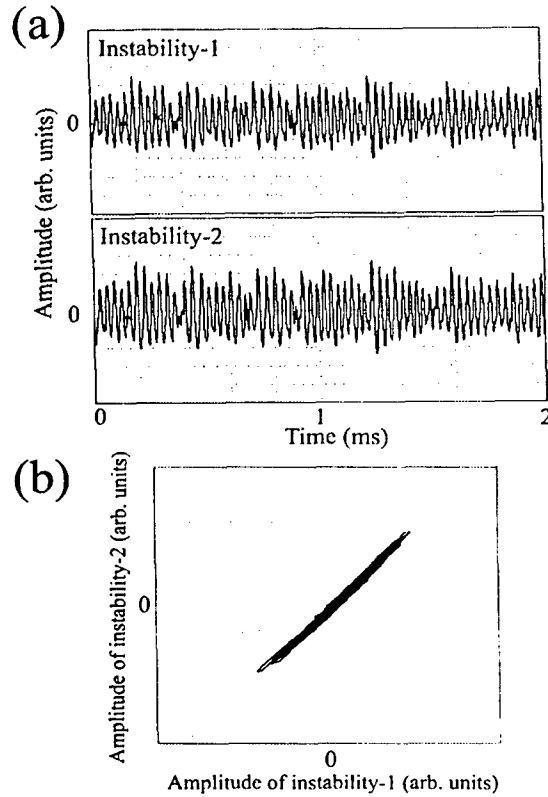 (a)
Instability-1
0
Instability-2
0
Amplitude (arb. units)
0
1
2
Time (ms)
(b)
Amplitude of instability-2 (arb. units)
0
0
Amplitude of instability-1 (arb. units)